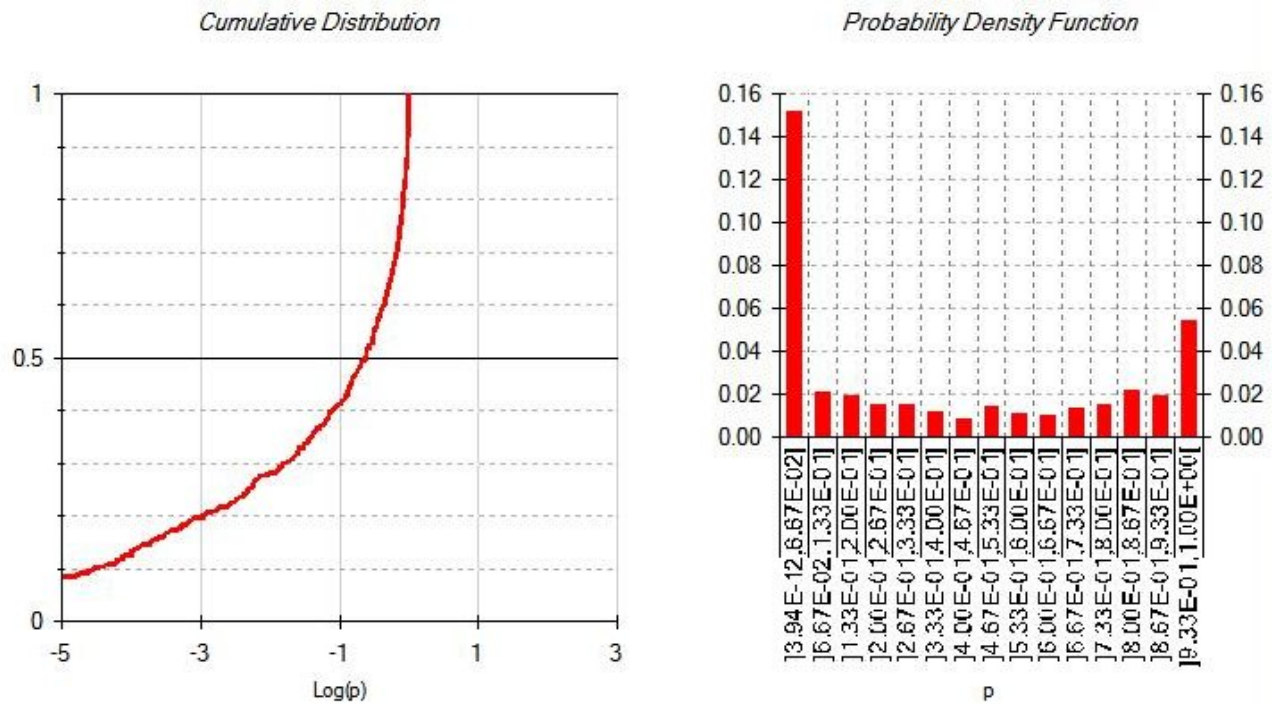 Cumulative Distribution
1
0.5
0
-5 -3 -1 1 3
Log(p)
Probability Density Function
0.16 0.16
0.14 0.14
0.12 0.12
0.10 0.10
0.08 0.08
0.06 0.06
0.04 0.04
0.02 0.02
0.00 0.00
]3.94E-12,6.67E-02]
]6.67E-02,1.33E-01]
]1.33E-01,2.00E-01]
]2.00E-01,2.67E-01]
]2.67E-01,3.33E-01]
]3.33E-01,4.00E-01]
]4.00E-01,4.67E-01]
]4.67E-01,5.33E-01]
]5.33E-01,6.00E-01]
]6.00E-01,6.67E-01]
]6.67E-01,7.33E-01]
]7.33E-01,8.00E-01]
]8.00E-01,8.67E-01]
]8.67E-01,9.33E-01]
]9.33E-01,1.00E+00[
p